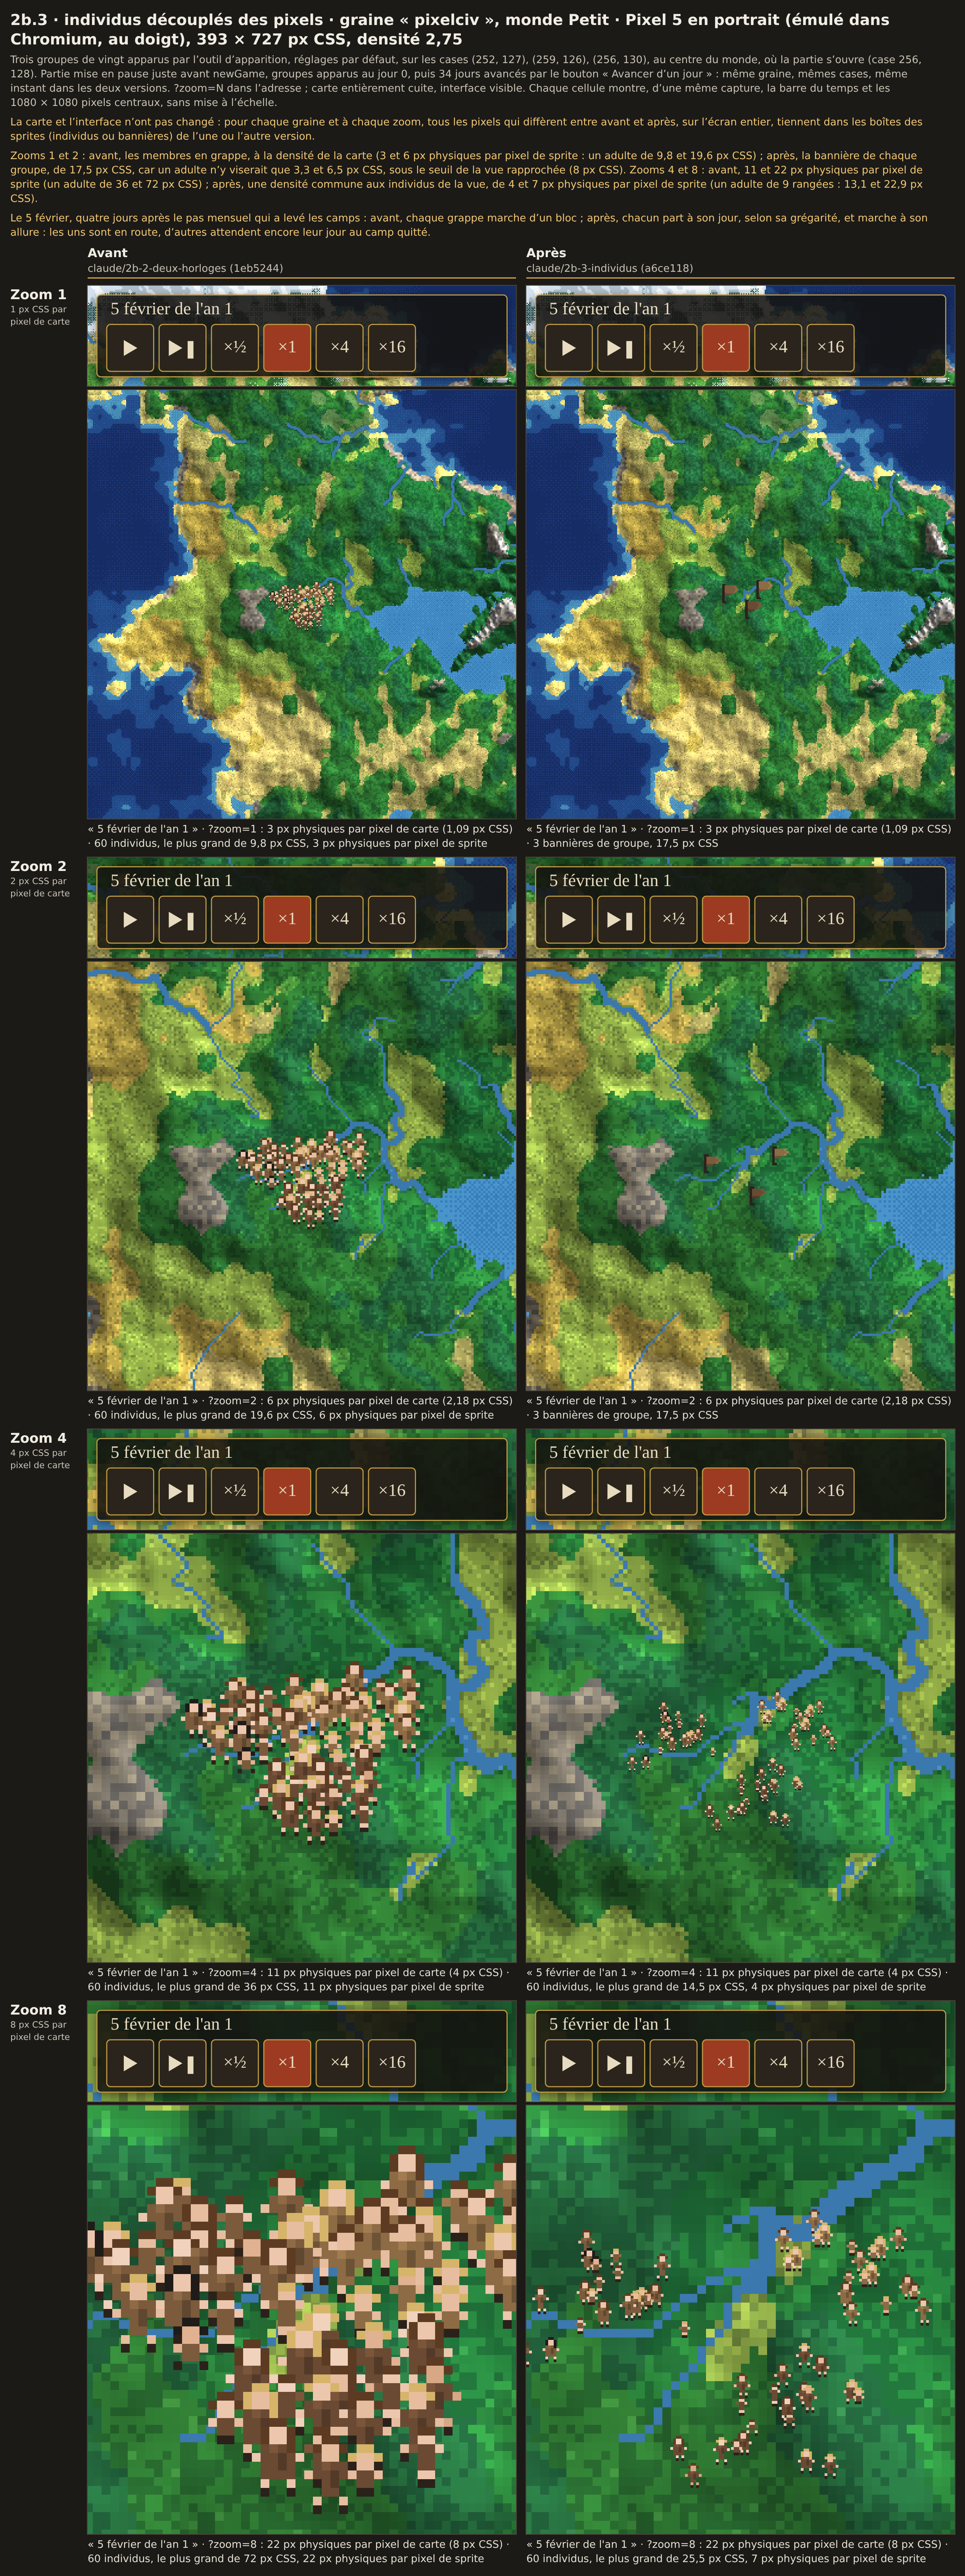 2b.3 · individus découplés des pixels · graine « pixelciv », monde Petit · Pixel 5 en portrait (émulé dans
Chromium, au doigt), 393 × 727 px CSS, densité 2,75
Trois groupes de vingt apparus par l’outil d’apparition, réglages par défaut, sur les cases (252, 127), (259, 126), (256, 130), au centre du monde, où la partie s’ouvre (case 256,
128). Partie mise en pause juste avant newGame, groupes apparus au jour 0, puis 34 jours avancés par le bouton « Avancer d’un jour » : même graine, mêmes cases, même
instant dans les deux versions. ?zoom=N dans l’adresse ; carte entièrement cuite, interface visible. Chaque cellule montre, d’une même capture, la barre du temps et les
1080 × 1080 pixels centraux, sans mise à l’échelle.
La carte et l’interface n’ont pas changé : pour chaque graine et à chaque zoom, tous les pixels qui diffèrent entre avant et après, sur l’écran entier, tiennent dans les boîtes des
sprites (individus ou bannières) de l’une ou l’autre version.
Zooms 1 et 2 : avant, les membres en grappe, à la densité de la carte (3 et 6 px physiques par pixel de sprite : un adulte de 9,8 et 19,6 px CSS) ; après, la bannière de chaque
groupe, de 17,5 px CSS, car un adulte n’y viserait que 3,3 et 6,5 px CSS, sous le seuil de la vue rapprochée (8 px CSS). Zooms 4 et 8 : avant, 11 et 22 px physiques par pixel de
sprite (un adulte de 36 et 72 px CSS) ; après, une densité commune aux individus de la vue, de 4 et 7 px physiques par pixel de sprite (un adulte de 9 rangées : 13,1 et 22,9 px
CSS).
Le 5 février, quatre jours après le pas mensuel qui a levé les camps : avant, chaque grappe marche d’un bloc ; après, chacun part à son jour, selon sa grégarité, et marche à son
allure : les uns sont en route, d’autres attendent encore leur jour au camp quitté.
Avant
claude/2b-2-deux-horloges (1eb5244)
Après
claude/2b-3-individus (a6ce118)
Zoom 1
1 px CSS par
pixel de carte
5 février de l'an 1
×½ ×1 ×4 ×16
5 février de l'an 1
×½ ×1 ×4 ×16
« 5 février de l'an 1 » · ?zoom=1 : 3 px physiques par pixel de carte (1,09 px CSS)
· 60 individus, le plus grand de 9,8 px CSS, 3 px physiques par pixel de sprite
« 5 février de l'an 1 » · ?zoom=1 : 3 px physiques par pixel de carte (1,09 px CSS)
· 3 bannières de groupe, 17,5 px CSS
Zoom 2
2 px CSS par
pixel de carte
5 février de l'an 1
×½ ×1 ×4 ×16
5 février de l'an 1
×½ ×1 ×4 ×16
« 5 février de l'an 1 » · ?zoom=2 : 6 px physiques par pixel de carte (2,18 px CSS)
· 60 individus, le plus grand de 19,6 px CSS, 6 px physiques par pixel de sprite
« 5 février de l'an 1 » · ?zoom=2 : 6 px physiques par pixel de carte (2,18 px CSS)
· 3 bannières de groupe, 17,5 px CSS
Zoom 4
4 px CSS par
pixel de carte
5 février de l'an 1
×½ ×1 ×4 ×16
5 février de l'an 1
×½ ×1 ×4 ×16
« 5 février de l'an 1 » · ?zoom=4 : 11 px physiques par pixel de carte (4 px CSS) ·
60 individus, le plus grand de 36 px CSS, 11 px physiques par pixel de sprite
« 5 février de l'an 1 » · ?zoom=4 : 11 px physiques par pixel de carte (4 px CSS) ·
60 individus, le plus grand de 14,5 px CSS, 4 px physiques par pixel de sprite
Zoom 8
8 px CSS par
pixel de carte
5 février de l'an 1
×½ ×1 ×4 ×16
5 février de l'an 1
×½ ×1 ×4 ×16
« 5 février de l'an 1 » · ?zoom=8 : 22 px physiques par pixel de carte (8 px CSS) ·
60 individus, le plus grand de 72 px CSS, 22 px physiques par pixel de sprite
« 5 février de l'an 1 » · ?zoom=8 : 22 px physiques par pixel de carte (8 px CSS) ·
60 individus, le plus grand de 25,5 px CSS, 7 px physiques par pixel de sprite